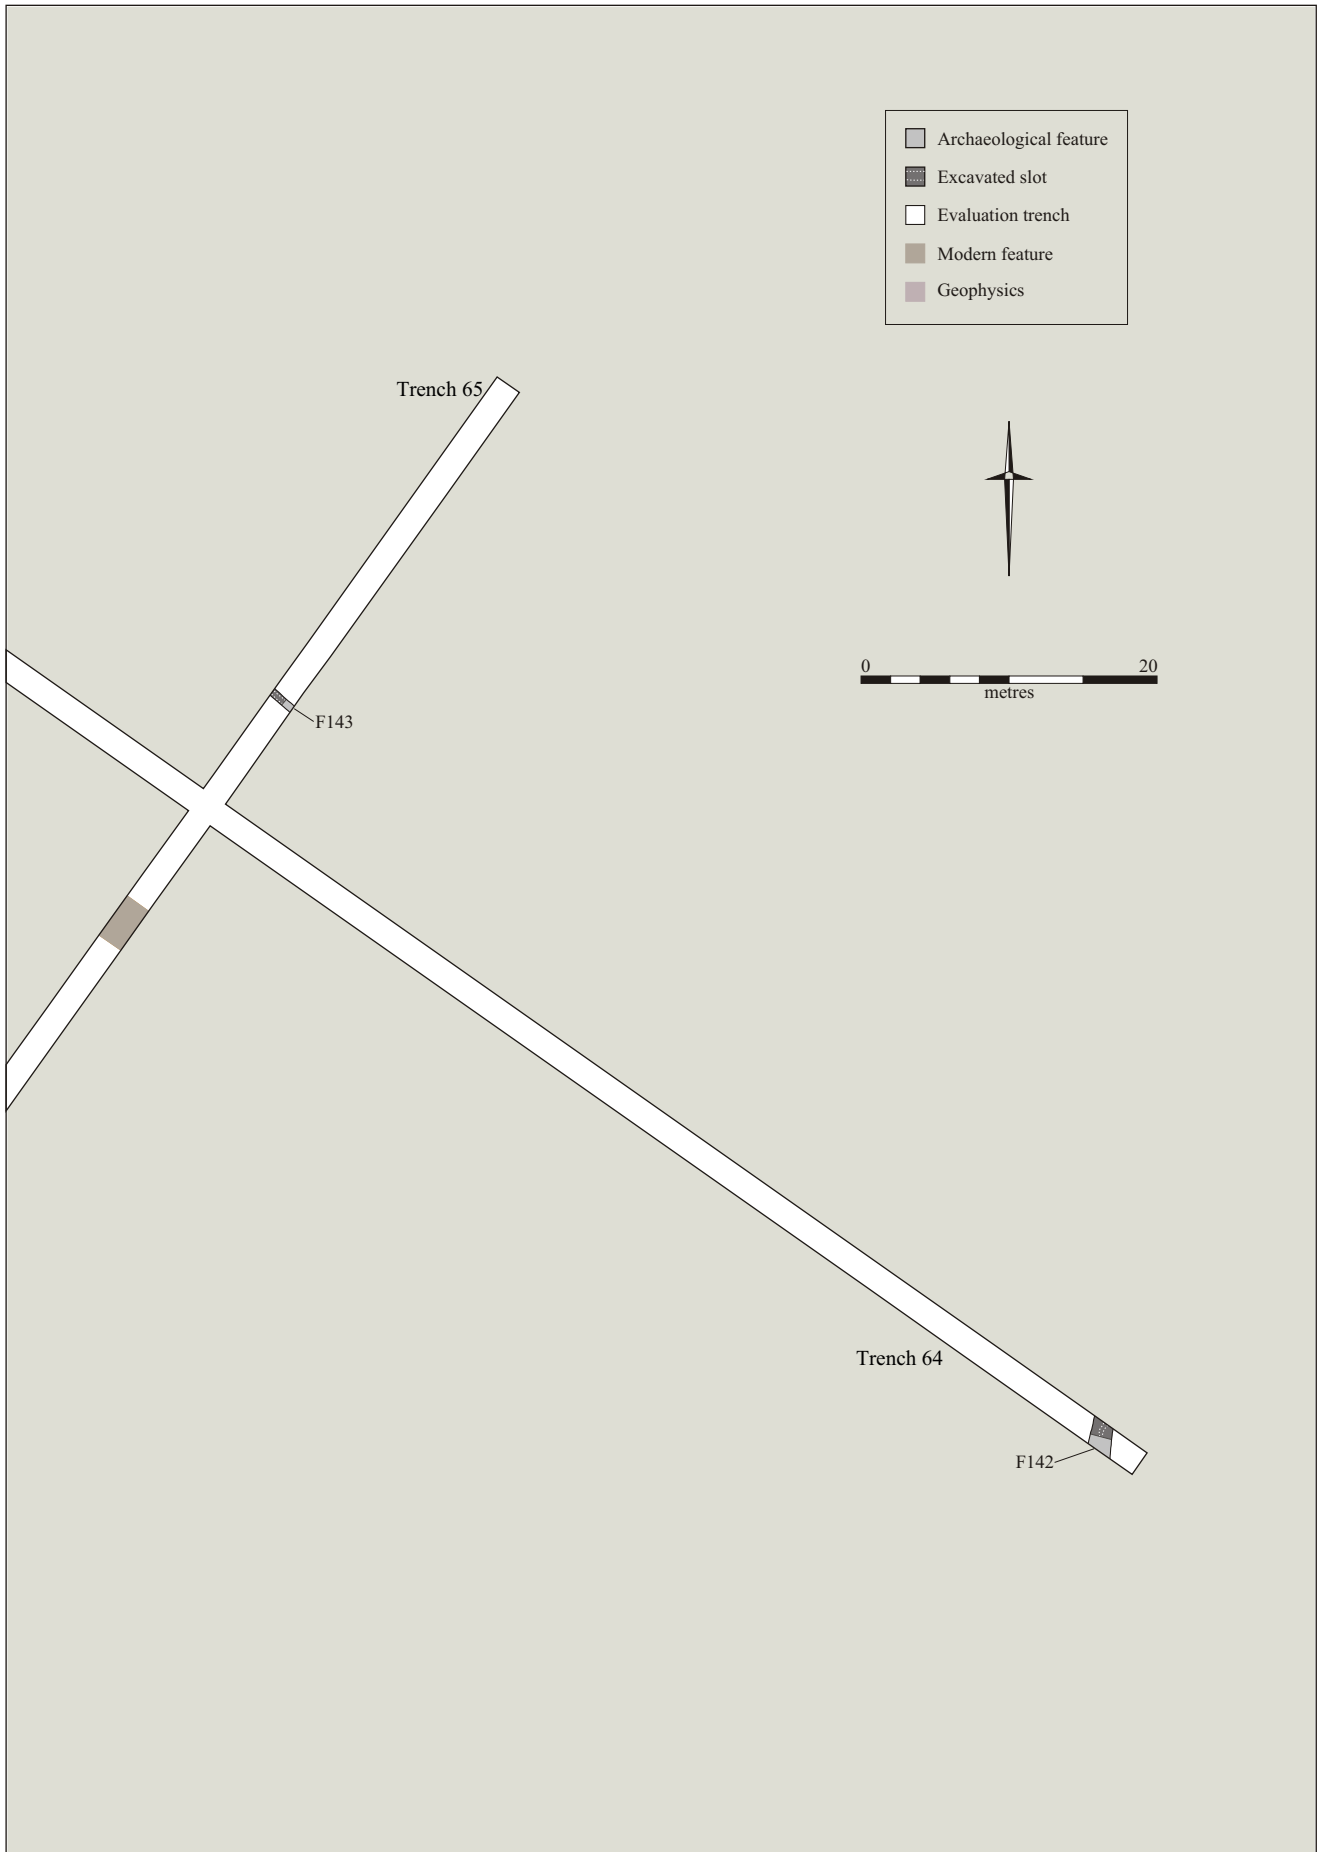 Archaeological feature
Excavated slot
Evaluation trench
Modern feature
Geophysics
Trench 65
0 20
metres
F143
Trench 64
F142